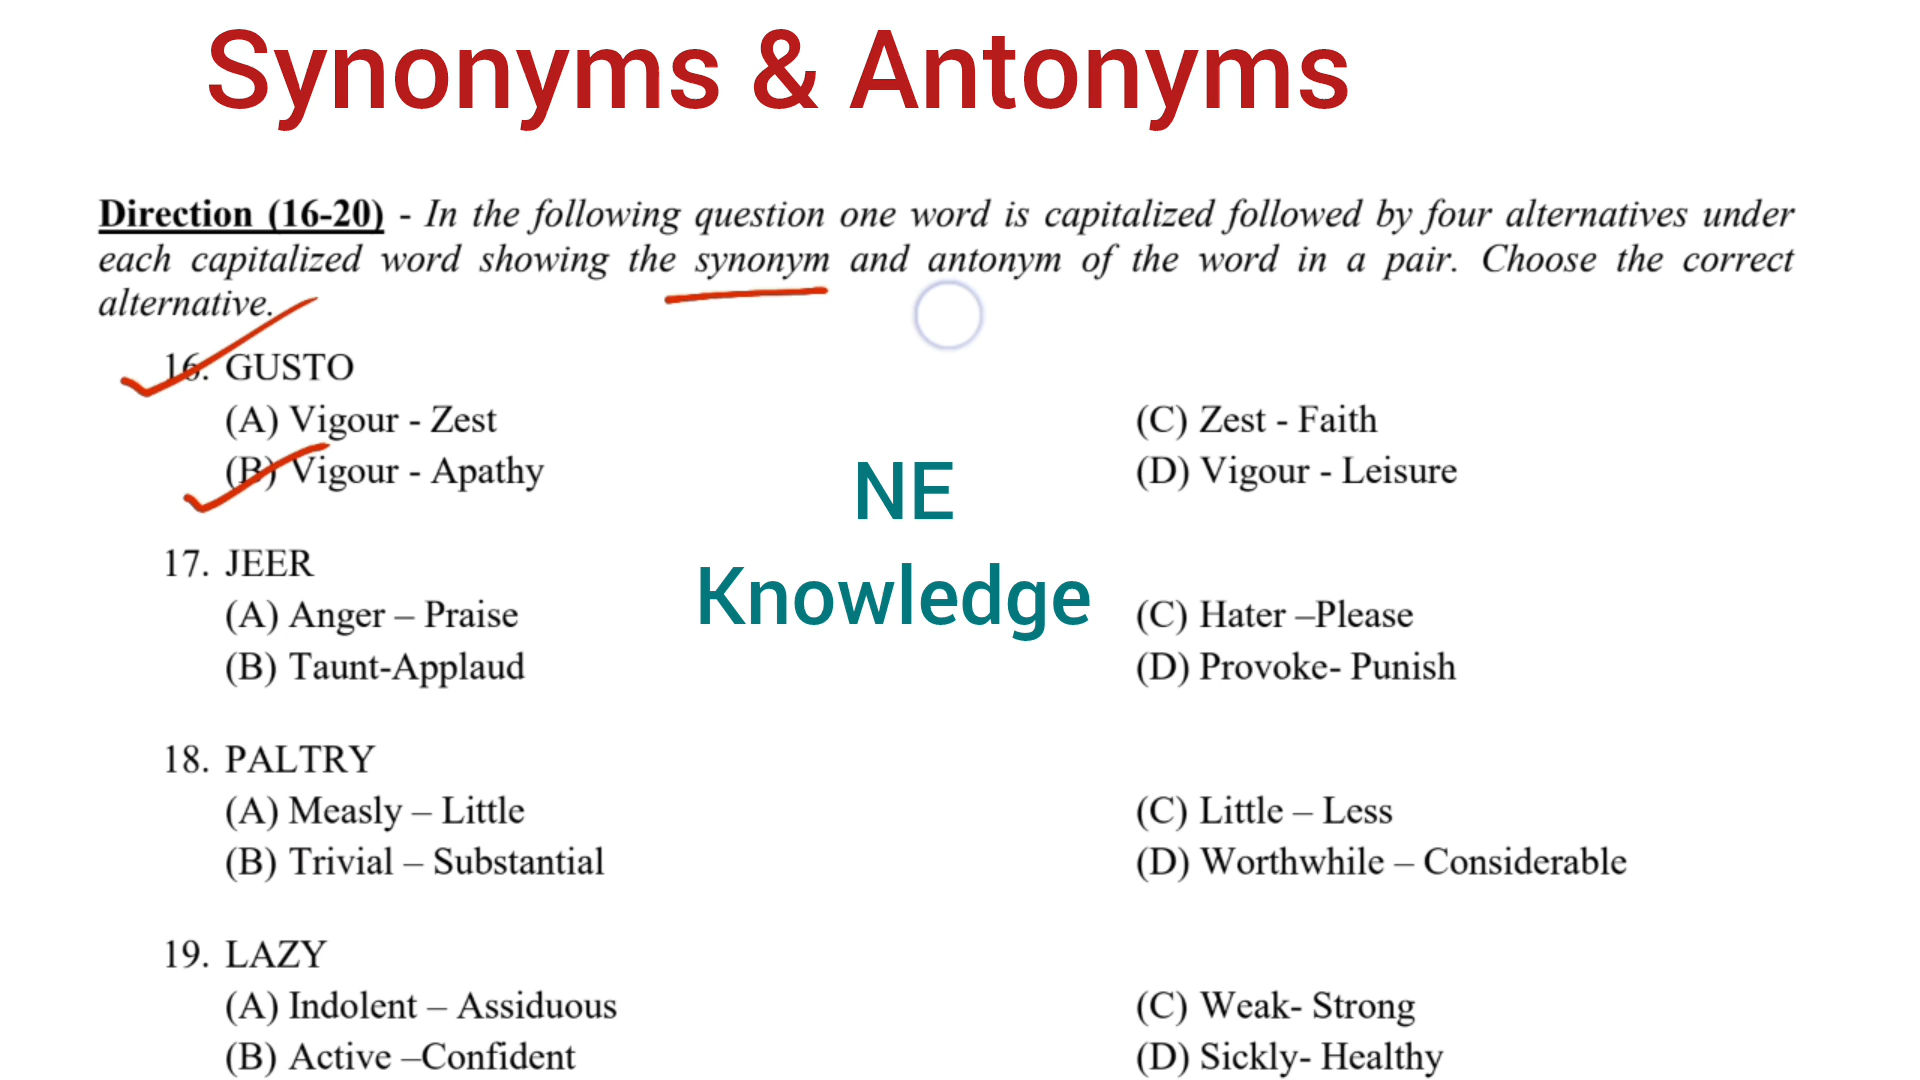 Synonyms & Antonyms
Direction (16-20) - In the following question one word is capitalized followed by four alternatives under
each capitalized word showing the synonym and antonym of the word in a pair. Choose the correct
alternative.
16. GUSTO
(A) Vigour - Zest
(B) Vigour - Apathy
(C) Zest - Faith
(D) Vigour - Leisure
NE
Knowledge
17. JEER
(A) Anger – Praise
(B) Taunt-Applaud
(C) Hater –Please
(D) Provoke- Punish
18. PALTRY
(A) Measly – Little
(B) Trivial – Substantial
(C) Little – Less
(D) Worthwhile – Considerable
19. LAZY
(A) Indolent – Assiduous
(B) Active –Confident
(C) Weak- Strong
(D) Sickly- Healthy